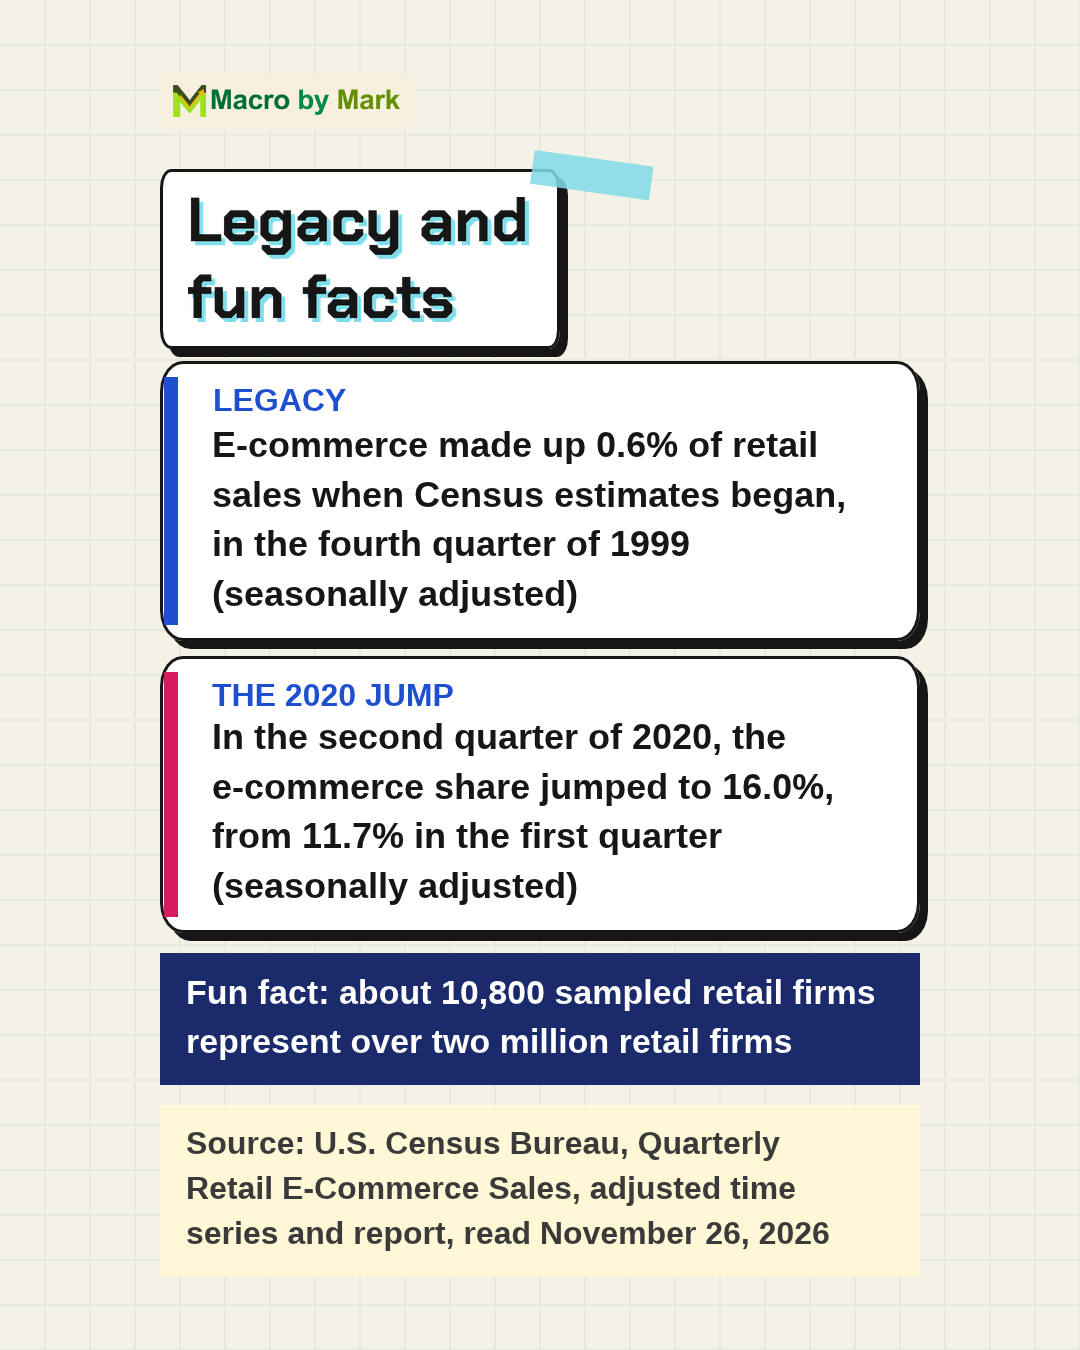 Macro by Mark
Legacy and
fun facts
LEGACY
E-commerce made up 0.6% of retail
sales when Census estimates began,
in the fourth quarter of 1999
(seasonally adjusted)
THE 2020 JUMP
In the second quarter of 2020, the
e-commerce share jumped to 16.0%,
from 11.7% in the first quarter
(seasonally adjusted)
Fun fact: about 10,800 sampled retail firms
represent over two million retail firms
Source: U.S. Census Bureau, Quarterly
Retail E-Commerce Sales, adjusted time
series and report, read November 26, 2026